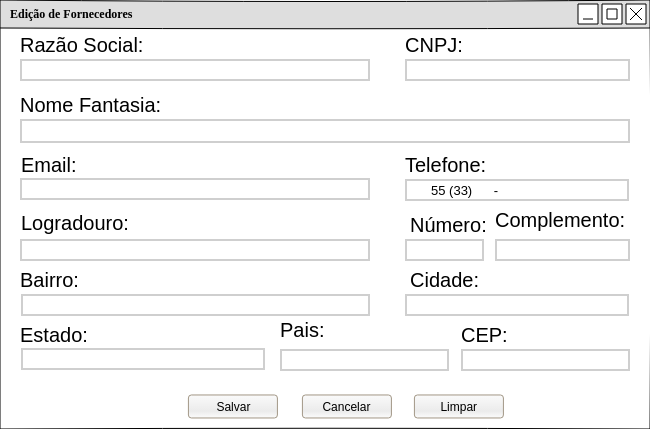 Edição de Fornecedores
Razão Social: CNPJ:
Nome Fantasia:
Email: Telefone:
55 (33) -
Logradouro: Número: Complemento:
Bairro: Cidade:
Estado: Pais: CEP:
Salvar Cancelar Limpar